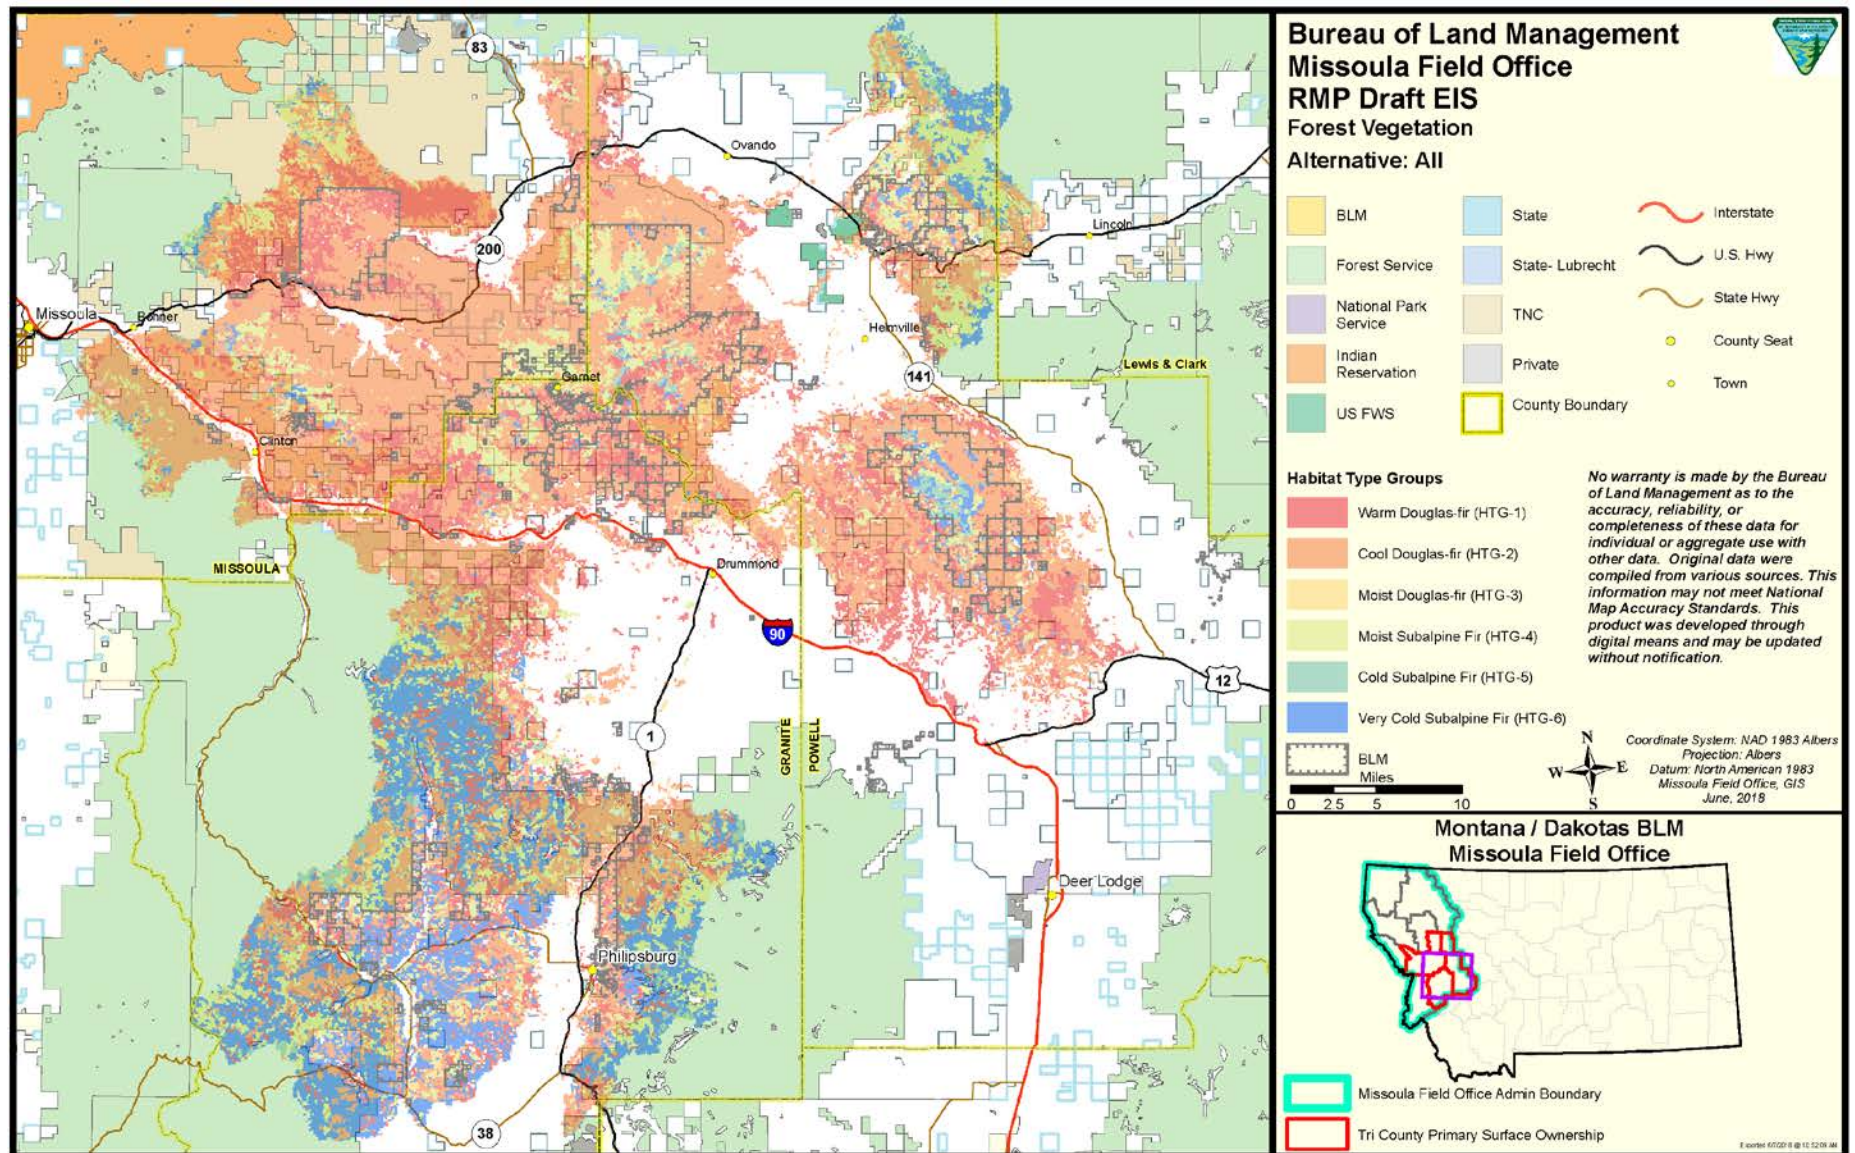 Bureau of Land Management
Missoula Field Office
RMP Draft EIS
Forest Vegetation
Alternative: All
BLM
Forest Service
National Park
Service
Indian
Reservation
US FWS
State
State- Lubrecht
TNC
Private
County Boundary
Interstate
U.S. Hwy
State Hwy
County Seat
Town
Habitat Type Groups
Warm Douglas-fir (HTG-1)
Cool Douglas-fir (HTG-2)
Moist Douglas-fir (HTG-3)
Moist Subalpine Fir (HTG-4)
Cold Subalpine Fir (HTG-5)
Very Cold Subalpine Fir (HTG-6)
BLM
Miles
0 2.5 5 10
No warranty is made by the Bureau
of Land Management as to the
accuracy, reliability, or
completeness of these data for
individual or aggregate use with
other data. Original data were
compiled from various sources. This
information may not meet National
Map Accuracy Standards. This
product was developed through
digital means and may be updated
without notification.
N
W E
S
Coordinate System: NAD 1983 Albers
Projection: Albers
Datum: North American 1983
Missoula Field Office, GIS
June, 2018
Montana / Dakotas BLM
Missoula Field Office
Missoula Field Office Admin Boundary
Tri County Primary Surface Ownership
83
Ovando
Lincoln
200
Missoula
Bonner
Helmville
Lewis & Clark
Garnet
141
Clinton
MISSOULA
Drummond
90
12
1
GRANITE
POWELL
Deer Lodge
Philipsburg
38